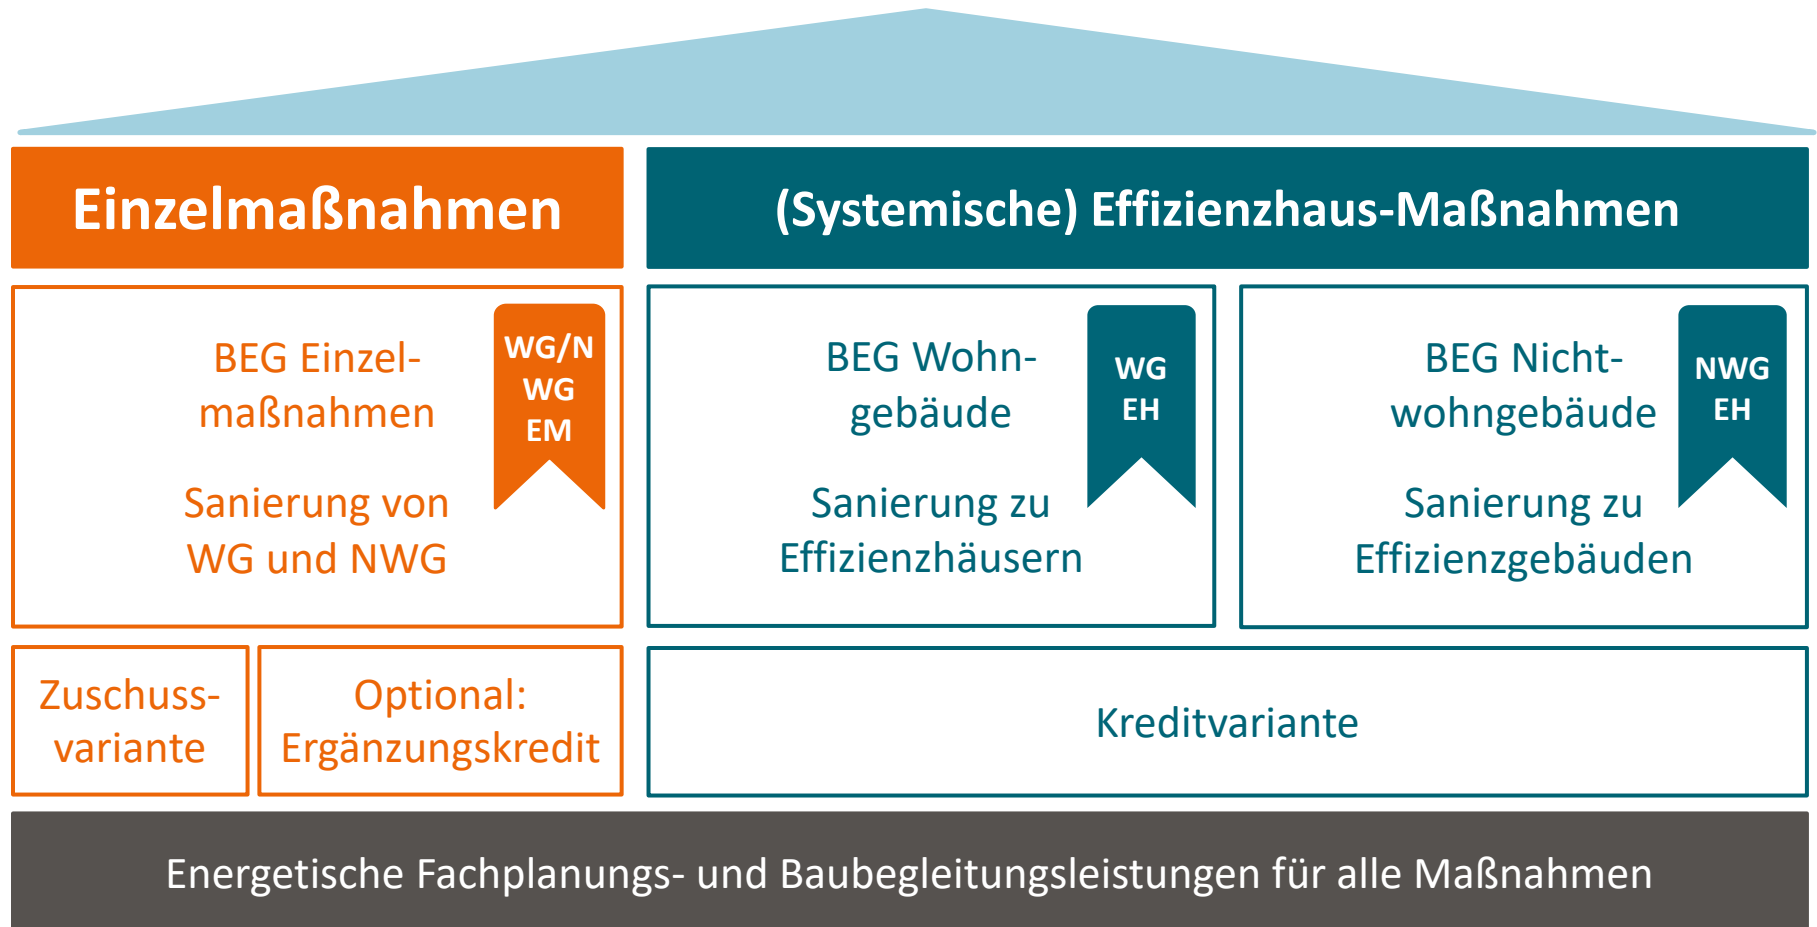 Einzelmaßnahmen
(Systemische) Effizienzhaus-Maßnahmen
BEG Einzel-
maßnahmen
Sanierung von
WG und NWG
WG/N
WG
EM
BEG Wohn-
gebäude
Sanierung zu
Effizienzhäusern
WG
EH
BEG Nicht-
wohngebäude
Sanierung zu
Effizienzgebäuden
NWG
EH
Zuschuss-
variante
Optional:
Ergänzungskredit
Kreditvariante
Energetische Fachplanungs- und Baubegleitungsleistungen für alle Maßnahmen